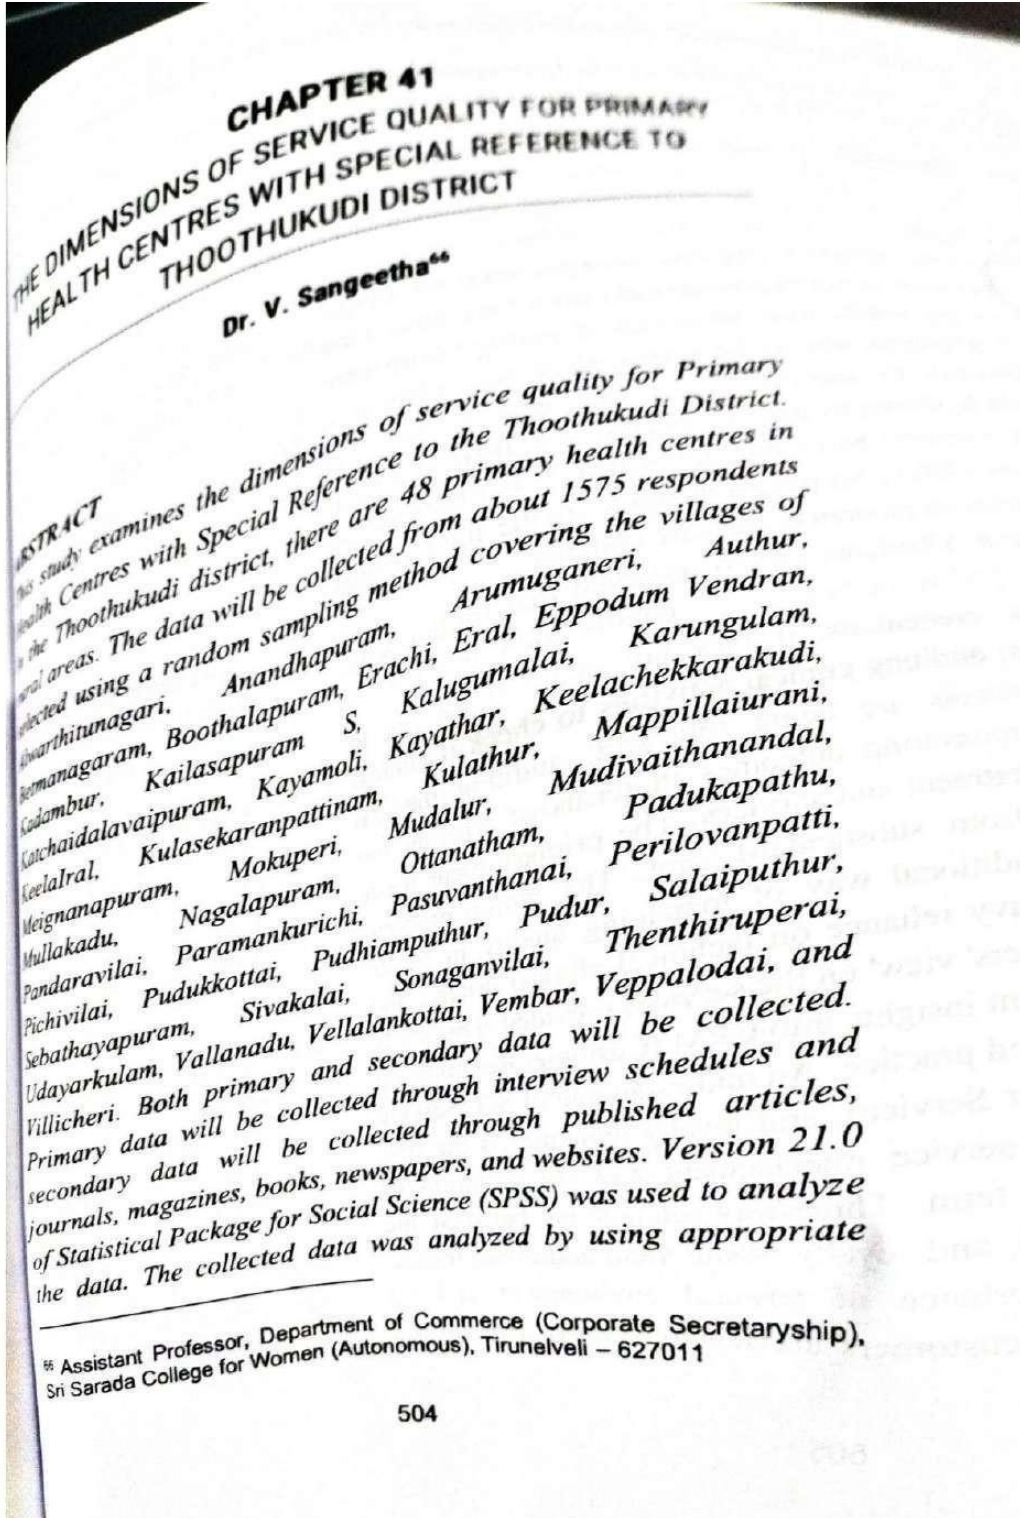 CHAPTER 41
THE DIMENSIONS OF SERVICE QUALITY FOR PRIMARY
HEALTH CENTRES WITH SPECIAL REFERENCE TO
THOOTHUKUDI DISTRICT
Dr. V. Sangeetha⁶⁶
ABSTRACT
This study examines the dimensions of service quality for Primary
Health Centres with Special Reference to the Thoothukudi District.
In the Thoothukudi district, there are 48 primary health centres in
rural areas. The data will be collected from about 1575 respondents
selected using a random sampling method covering the villages of
Alwarthitunagari, Anandhapuram, Arumuganeri, Authur,
Betmanagaram, Boothalapuram, Erachi, Eral, Eppodum Vendran,
Kadambur, Kailasapuram S, Kalugumalai, Karungulam,
Katchaidalavaipuram, Kayamoli, Kayathar, Keelachekkarakudi,
Keelalral, Kulasekaranpattinam, Kulathur, Mappillaiurani,
Meignanapuram, Mokuperi, Mudalur, Mudivaithanandal,
Mullakadu, Nagalapuram, Ottanatham, Padukapathu,
Pandaravilai, Paramankurichi, Pasuvanthanai, Perilovanpatti,
Pichivilai, Pudukkottai, Pudhiamputhur, Pudur, Salaiputhur,
Sebathayapuram, Sivakalai, Sonaganvilai, Thenthiruperai,
Udayarkulam, Vallanadu, Vellalankottai, Vembar, Veppalodai, and
Villicheri. Both primary and secondary data will be collected.
Primary data will be collected through interview schedules and
secondary data will be collected through published articles,
journals, magazines, books, newspapers, and websites. Version 21.0
of Statistical Package for Social Science (SPSS) was used to analyze
the data. The collected data was analyzed by using appropriate
⁶⁶ Assistant Professor, Department of Commerce (Corporate Secretaryship),
Sri Sarada College for Women (Autonomous), Tirunelveli – 627011
504